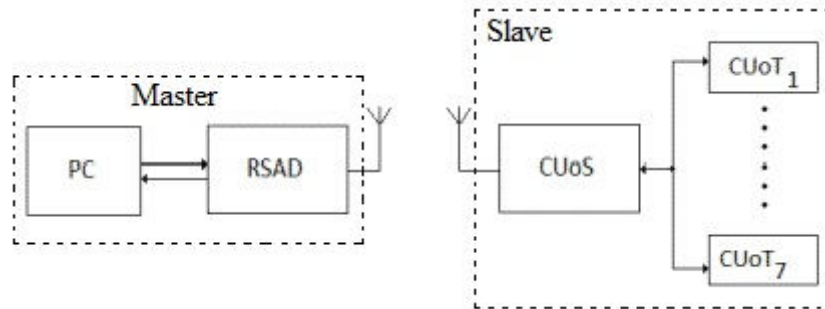 Master
PC
RSAD
Slave
CUoS
CUoT1
CUoT7